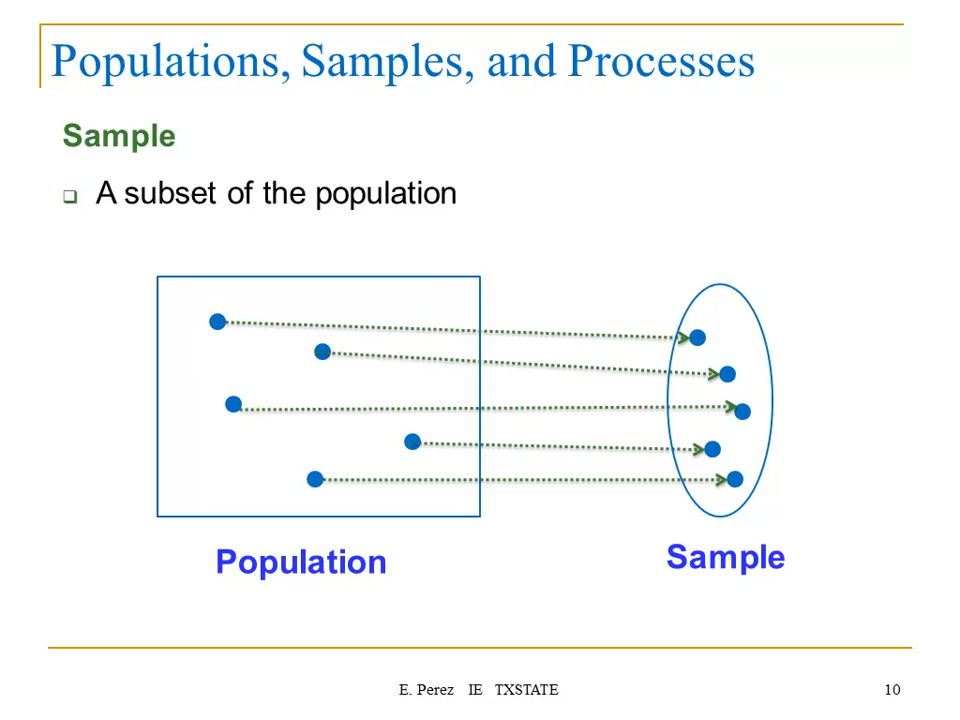 Populations, Samples, and Processes
Sample
A subset of the population
Population
Sample
E. Perez IE TXSTATE
10